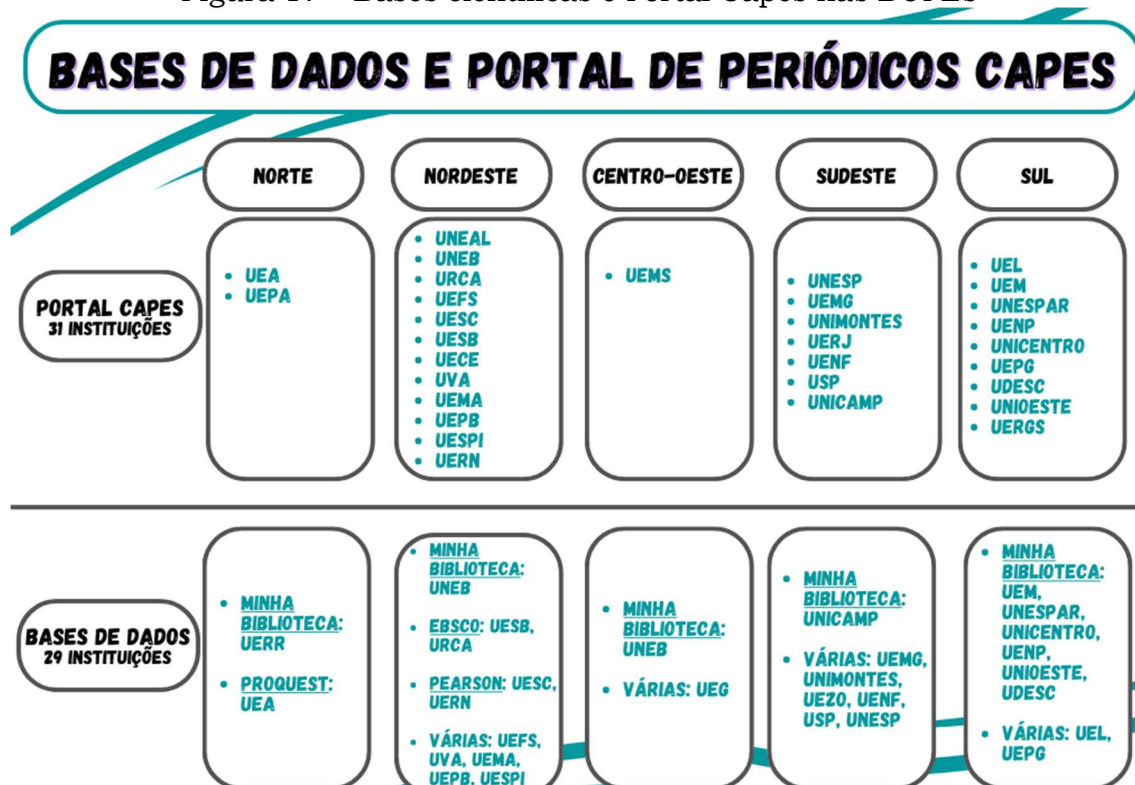 BASES DE DADOS E PORTAL DE PERIÓDICOS CAPES
NORTE
NORDESTE
CENTRO-OESTE
SUDESTE
SUL
PORTAL CAPES
31 INSTITUIÇÕES
• UEA
• UEPA
• UNEAL
• UNEB
• URCA
• UEFS
• UESC
• UESB
• UECE
• UVA
• UEMA
• UEPB
• UESPI
• UERN
• UEMS
• UNESP
• UEMG
• UNIMONTES
• UERJ
• UENF
• USP
• UNICAMP
• UEL
• UEM
• UNESPAR
• UENP
• UNICENTRO
• UEPG
• UDESC
• UNIOESTE
• UERGS
BASES DE DADOS
29 INSTITUIÇÕES
• MINHA
BIBLIOTECA:
UERR
• PROQUEST:
UEA
• MINHA
BIBLIOTECA:
UNEB
• EBSCO: UESB,
URCA
• PEARSON: UESC,
UERN
• VÁRIAS: UEFS,
UVA, UEMA,
UEPB, UESPI
• MINHA
BIBLIOTECA:
UNEB
• VÁRIAS: UEG
• MINHA
BIBLIOTECA:
UNICAMP
• VÁRIAS: UEMG,
UNIMONTES,
UEZO, UENF,
USP, UNESP
• MINHA
BIBLIOTECA:
UEM,
UNESPAR,
UNICENTRO,
UENP,
UNIOESTE,
UDESC
• VÁRIAS: UEL,
UEPG